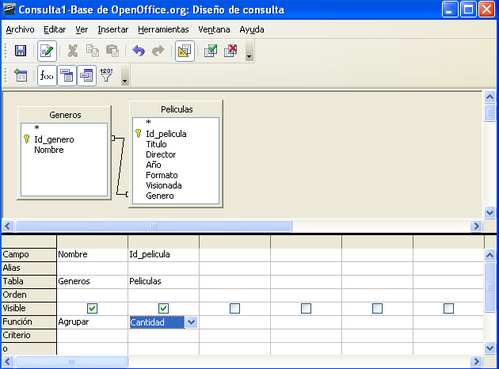 Consulta1-Base de OpenOffice.org: Diseño de consulta
Archivo Editar Ver Insertar Herramientas Ventana Ayuda
f(x) 1201
Generos
*
Id_genero
Nombre
Peliculas
*
Id_pelicula
Titulo
Director
Año
Formato
Visionada
Genero
Campo Nombre Id_pelicula
Alias
Tabla Generos Peliculas
Orden
Visible
Función Agrupar Cantidad
Criterio
o